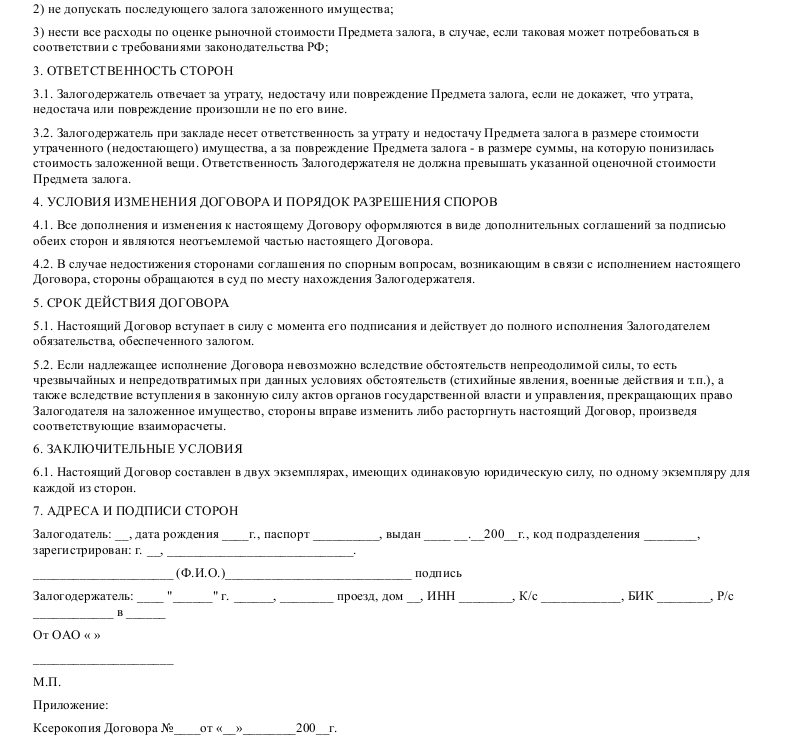 2) не допускать последующего залога заложенного имущества;
3) нести все расходы по оценке рыночной стоимости Предмета залога, в случае, если таковая может потребоваться в
соответствии с требованиями законодательства РФ;
3. ОТВЕТСТВЕННОСТЬ СТОРОН
3.1. Залогодержатель отвечает за утрату, недостачу или повреждение Предмета залога, если не докажет, что утрата,
недостача или повреждение произошли не по его вине.
3.2. Залогодержатель при закладе несет ответственность за утрату и недостачу Предмета залога в размере стоимости
утраченного (недостающего) имущества, а за повреждение Предмета залога - в размере суммы, на которую понизилась
стоимость заложенной вещи. Ответственность Залогодержателя не должна превышать указанной оценочной стоимости
Предмета залога.
4. УСЛОВИЯ ИЗМЕНЕНИЯ ДОГОВОРА И ПОРЯДОК РАЗРЕШЕНИЯ СПОРОВ
4.1. Все дополнения и изменения к настоящему Договору оформляются в виде дополнительных соглашений за подписью
обеих сторон и являются неотъемлемой частью настоящего Договора.
4.2. В случае недостижения сторонами соглашения по спорным вопросам, возникающим в связи с исполнением настоящего
Договора, стороны обращаются в суд по месту нахождения Залогодержателя.
5. СРОК ДЕЙСТВИЯ ДОГОВОРА
5.1. Настоящий Договор вступает в силу с момента его подписания и действует до полного исполнения Залогодателем
обязательства, обеспеченного залогом.
5.2. Если надлежащее исполнение Договора невозможно вследствие обстоятельств непреодолимой силы, то есть
чрезвычайных и непредотвратимых при данных условиях обстоятельств (стихийные явления, военные действия и т.п.), а
также вследствие вступления в законную силу актов органов государственной власти и управления, прекращающих право
Залогодателя на заложенное имущество, стороны вправе изменить либо расторгнуть настоящий Договор, произведя
соответствующие взаиморасчеты.
6. ЗАКЛЮЧИТЕЛЬНЫЕ УСЛОВИЯ
6.1. Настоящий Договор составлен в двух экземплярах, имеющих одинаковую юридическую силу, по одному экземпляру для
каждой из сторон.
7. АДРЕСА И ПОДПИСИ СТОРОН
Залогодатель: __, дата рождения ____г., паспорт __________, выдан ____ __.__200__г., код подразделения ________,
зарегистрирован: г. __, ____________________________.
_____________________ (Ф.И.О.)____________________________ подпись
Залогодержатель: ____ "______" г. ______, ________ проезд, дом __, ИНН ________, К/с ____________, БИК ________, Р/с
____________ в ______
От ОАО « »
_____________________
М.П.
Приложение:
Ксерокопия Договора №____от «__»________200__г.